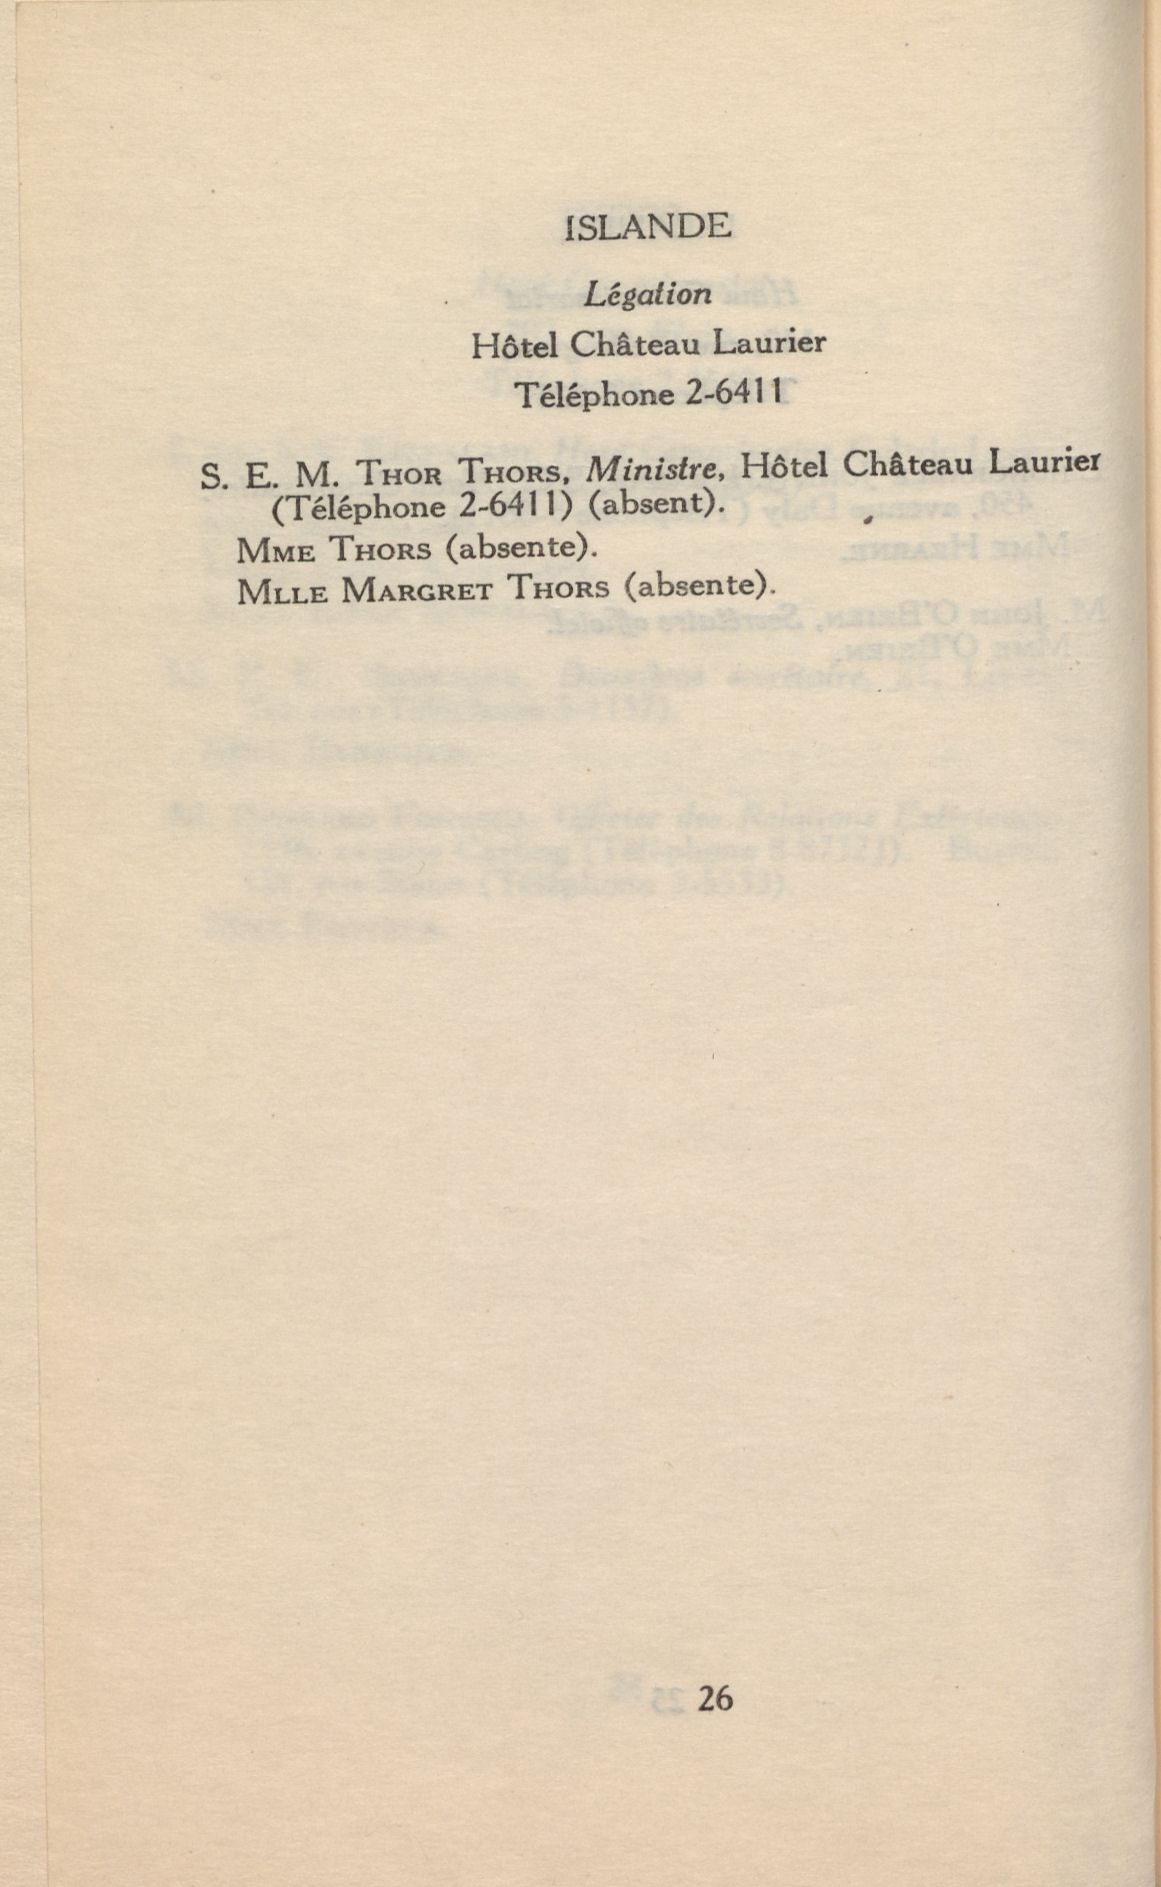 ISLANDE
Légation
Hôtel Château Laurier
Téléphone 2-6411
S. E. M. THOR THORS, Ministre, Hôtel Château Laurier
(Téléphone 2-6411) (absent).
MME THORS (absente).
MLLE MARGRET THORS (absente).
26